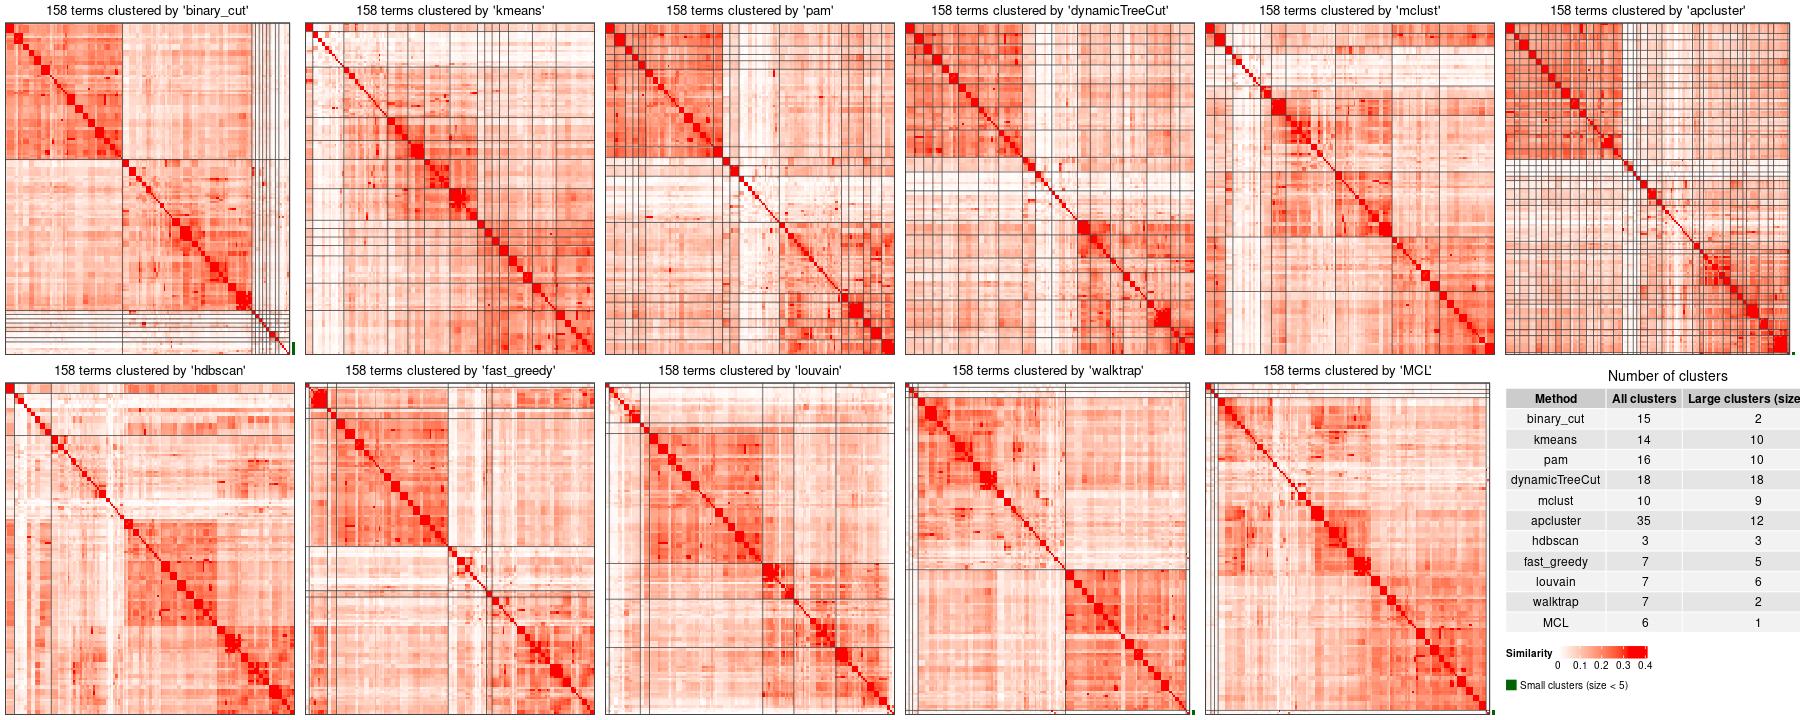 158 terms clustered by 'binary_cut'
158 terms clustered by 'kmeans'
158 terms clustered by 'pam'
158 terms clustered by 'dynamicTreeCut'
158 terms clustered by 'mclust'
158 terms clustered by 'apcluster'
158 terms clustered by 'hdbscan'
158 terms clustered by 'fast_greedy'
158 terms clustered by 'louvain'
158 terms clustered by 'walktrap'
158 terms clustered by 'MCL'
Number of clusters
Method All clusters Large clusters (size
binary_cut 15 2
kmeans 14 10
pam 16 10
dynamicTreeCut 18 18
mclust 10 9
apcluster 35 12
hdbscan 3 3
fast_greedy 7 5
louvain 7 6
walktrap 7 2
MCL 6 1
Similarity
0 0.1 0.2 0.3 0.4
Small clusters (size < 5)